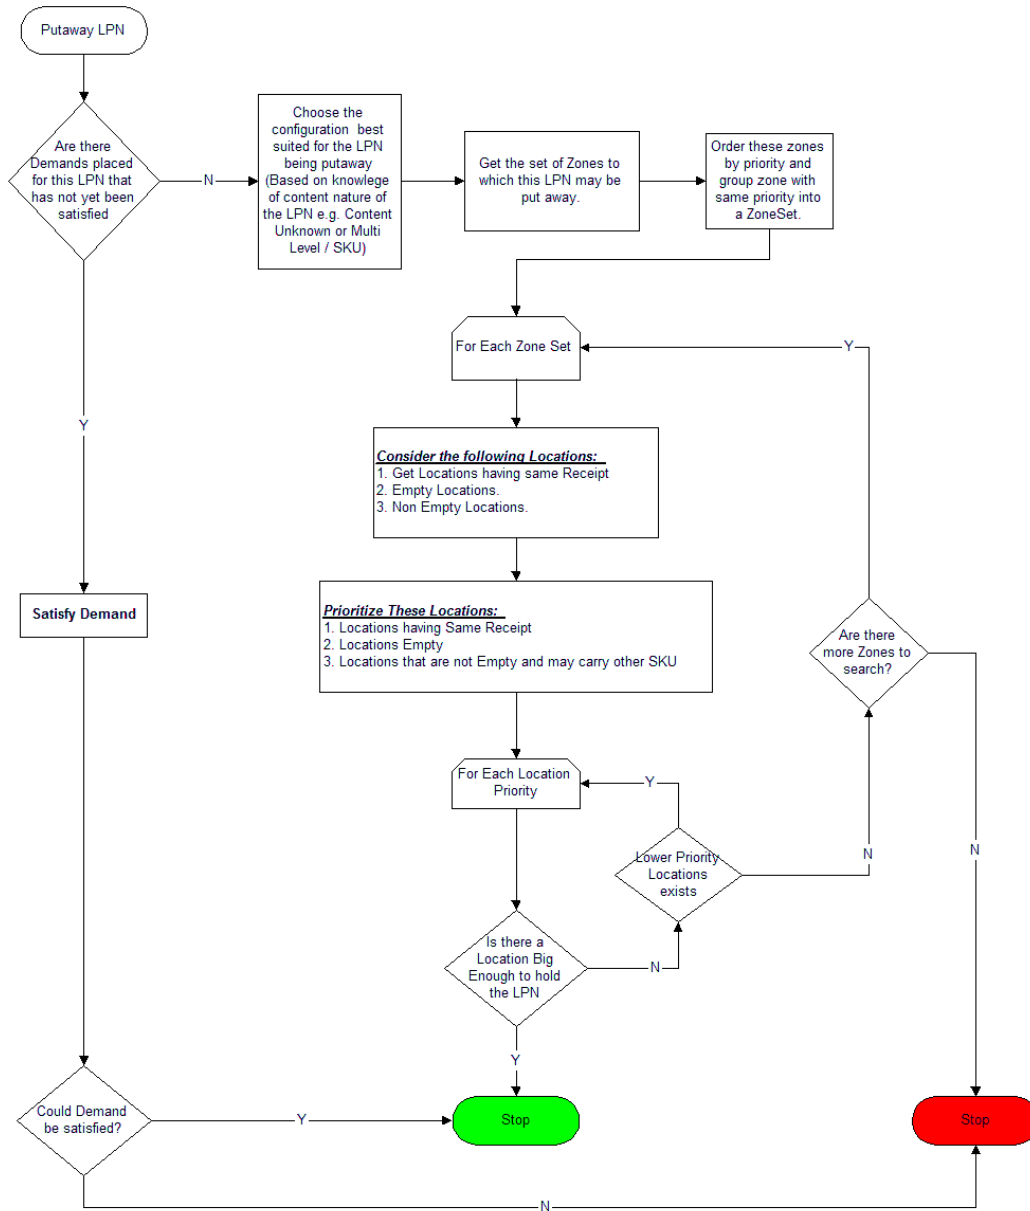 Putaway LPN
Are there
Demands placed
for this LPN that
has not yet been
satisfied
N
Choose the
configuration best
suited for the LPN
being putaway
(Based on knowlege
of content nature of
the LPN e.g. Content
Unknown or Multi
Level / SKU)
Get the set of Zones to
which this LPN may be
put away.
Order these zones
by priority and
group zone with
same priority into
a ZoneSet.
For Each Zone Set
Y
Y
Consider the following Locations:
1. Get Locations having same Receipt
2. Empty Locations.
3. Non Empty Locations.
Satisfy Demand
Prioritize These Locations:
1. Locations having Same Receipt
2. Locations Empty
3. Locations that are not Empty and may carry other SKU
Are there
more Zones to
search?
For Each Location
Priority
Y
Lower Priority
Locations
exists
N
N
Is there a
Location Big
Enough to hold
the LPN
N
Y
Could Demand
be satisfied?
Y
Stop
Stop
N